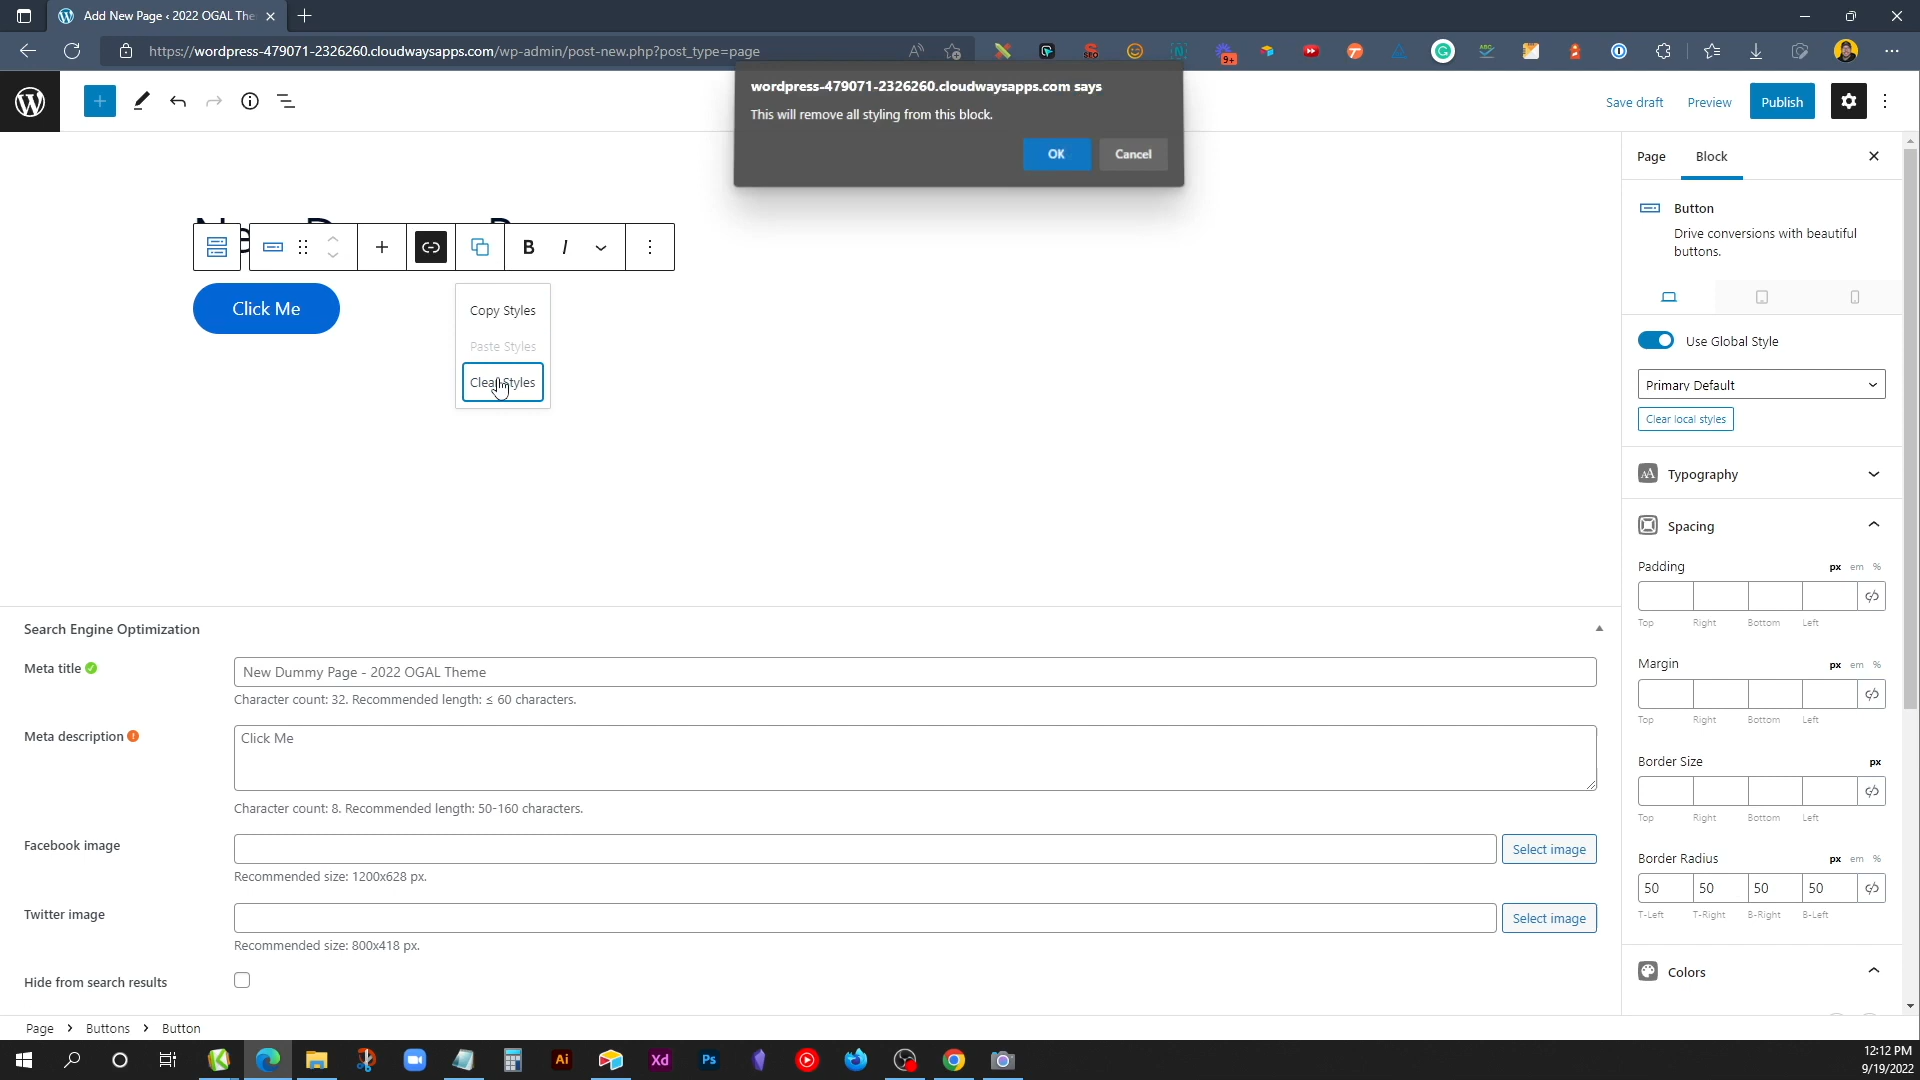 Add New Page ‹ 2022 OGAL The
https://wordpress-479071-2326260.cloudwaysapps.com/wp-admin/post-new.php?post_type=page
wordpress-479071-2326260.cloudwaysapps.com says
This will remove all styling from this block.
OK
Cancel
Save draft
Preview
Publish
SEO
ABC
9+
Page
Block
Button
Drive conversions with beautiful
buttons.
B
I
Click Me
Copy Styles
Paste Styles
Clear Styles
Use Global Style
Primary Default
Clear local styles
AA
Typography
Spacing
Padding
px em %
Top Right Bottom Left
Margin
px em %
Top Right Bottom Left
Border Size
px
Top Right Bottom Left
Border Radius
px em %
50 50 50 50
T-Left T-Right B-Right B-Left
Colors
Search Engine Optimization
Meta title
New Dummy Page - 2022 OGAL Theme
Character count: 32. Recommended length: ≤ 60 characters.
Meta description
Click Me
Character count: 8. Recommended length: 50-160 characters.
Facebook image
Select image
Recommended size: 1200x628 px.
Twitter image
Select image
Recommended size: 800x418 px.
Hide from search results
Page > Buttons > Button
Ai
Xd
Ps
12:12 PM
9/19/2022